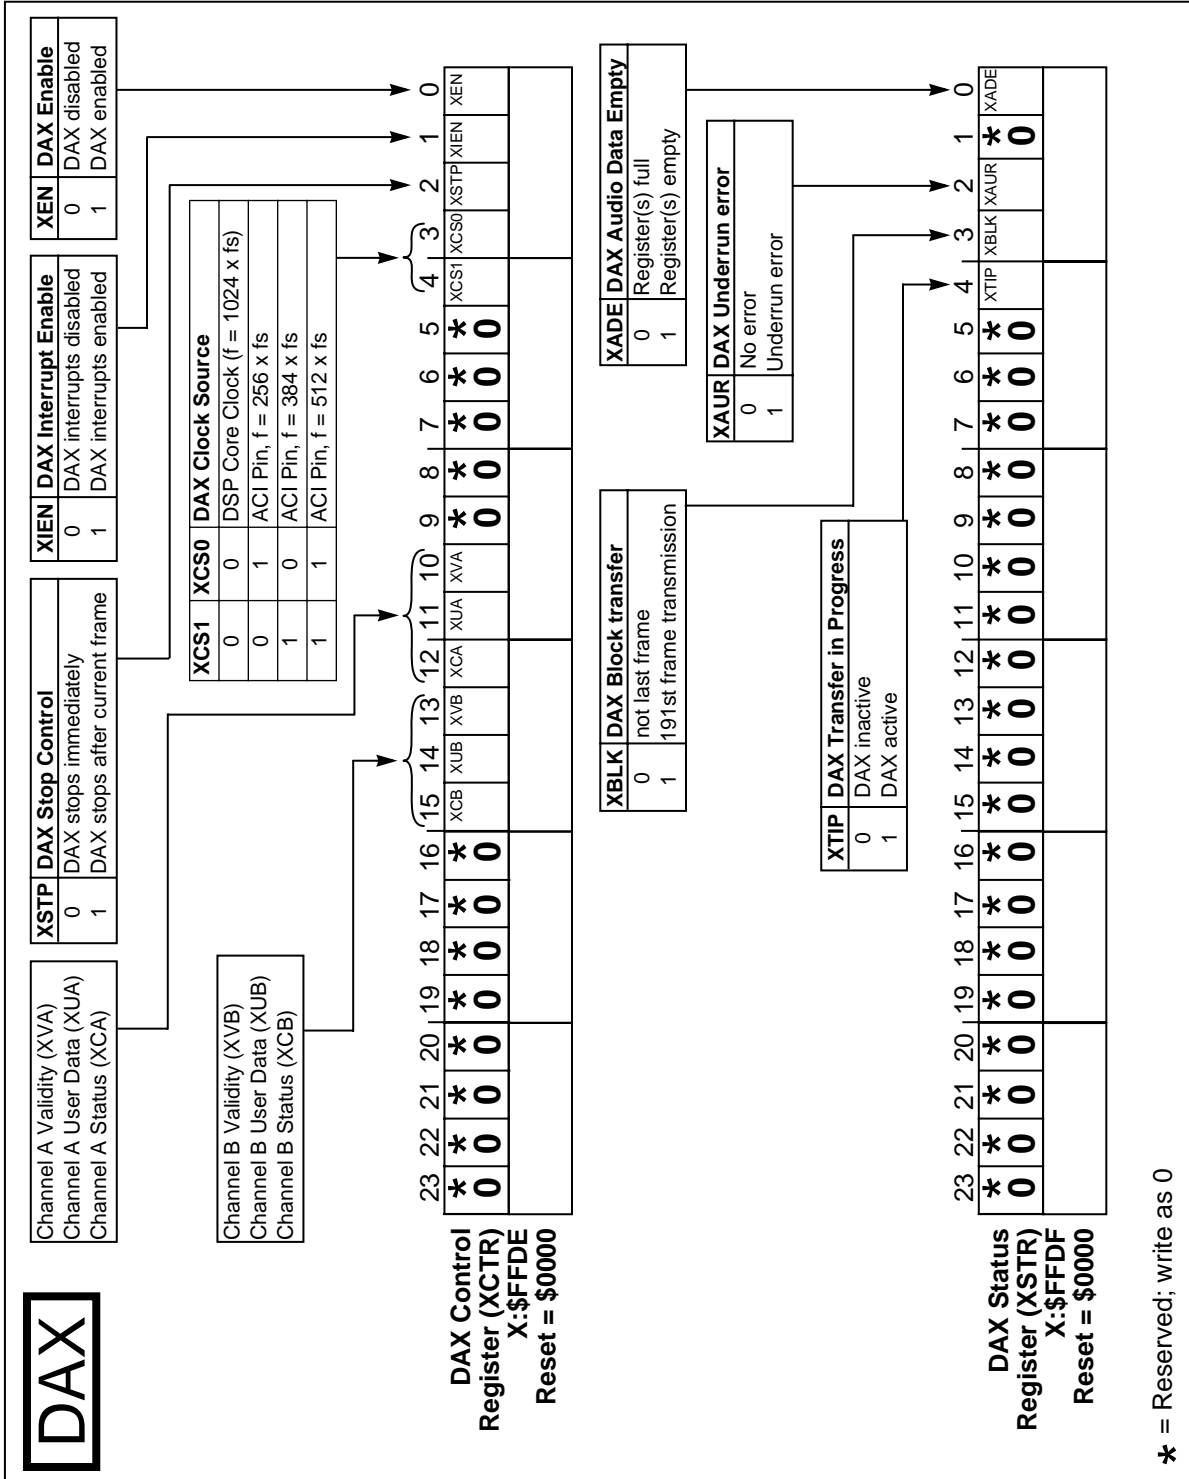 DAX
Channel A Validity (XVA)
Channel A User Data (XUA)
Channel A Status (XCA)
XSTP DAX Stop Control
0 DAX stops immediately
1 DAX stops after current frame
XIEN DAX Interrupt Enable
0 DAX interrupts disabled
1 DAX interrupts enabled
XEN DAX Enable
0 DAX disabled
1 DAX enabled
Channel B Validity (XVB)
Channel B User Data (XUB)
Channel B Status (XCB)
XCS1 XCS0 DAX Clock Source
0 0 DSP Core Clock (f = 1024 x fs)
0 1 ACI Pin, f = 256 x fs
1 0 ACI Pin, f = 384 x fs
1 1 ACI Pin, f = 512 x fs
23 22 21 20 19 18 17 16 15 14 13 12 11 10 9 8 7 6 5 4 3 2 1 0
* * * * * * * * XCB XUB XVB XCA XUA XVA * * * * * XCS1 XCS0 XSTP XIEN XEN
0 0 0 0 0 0 0 0 0 0 0 0 0
DAX Control
Register (XCTR)
X:$FFDE
Reset = $0000
XBLK DAX Block transfer
0 not last frame
1 191st frame transmission
XADE DAX Audio Data Empty
0 Register(s) full
1 Register(s) empty
XAUR DAX Underrun error
0 No error
1 Underrun error
XTIP DAX Transfer in Progress
0 DAX inactive
1 DAX active
23 22 21 20 19 18 17 16 15 14 13 12 11 10 9 8 7 6 5 4 3 2 1 0
* * * * * * * * * * * * * * * * * * * XTIP XBLK XAUR * XADE
0 0 0 0 0 0 0 0 0 0 0 0 0 0 0 0 0 0 0 0
DAX Status
Register (XSTR)
X:$FFDF
Reset = $0000
* = Reserved; write as 0